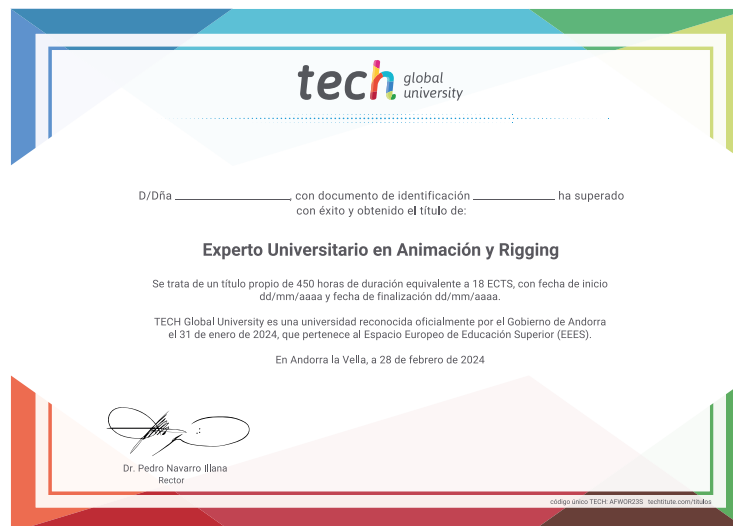 tech global university
D/Dña ______________, con documento de identificación __________ ha superado
con éxito y obtenido el título de:
Experto Universitario en Animación y Rigging
Se trata de un título propio de 450 horas de duración equivalente a 18 ECTS, con fecha de inicio
dd/mm/aaaa y fecha de finalización dd/mm/aaaa.
TECH Global University es una universidad reconocida oficialmente por el Gobierno de Andorra
el 31 de enero de 2024, que pertenece al Espacio Europeo de Educación Superior (EEES).
En Andorra la Vella, a 28 de febrero de 2024
Dr. Pedro Navarro Illana
Rector
código único TECH: AFWOR23S techtitute.com/titulos